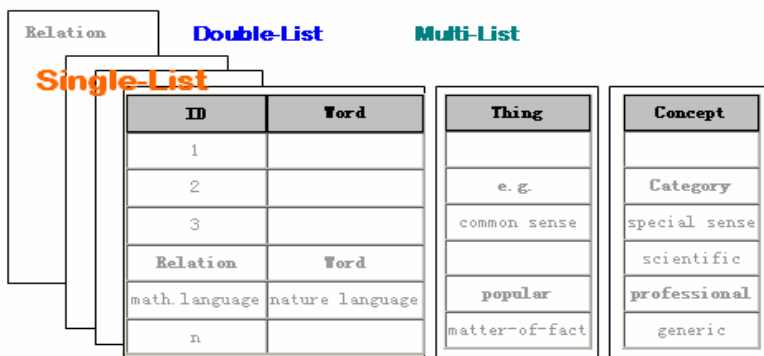 Relation Double-List Multi-List
Single-List
ID Word Thing Concept
1
2 e.g. Category
3 common sense special sense
Relation Word scientific
math.language nature language popular professional
n matter-of-fact generic